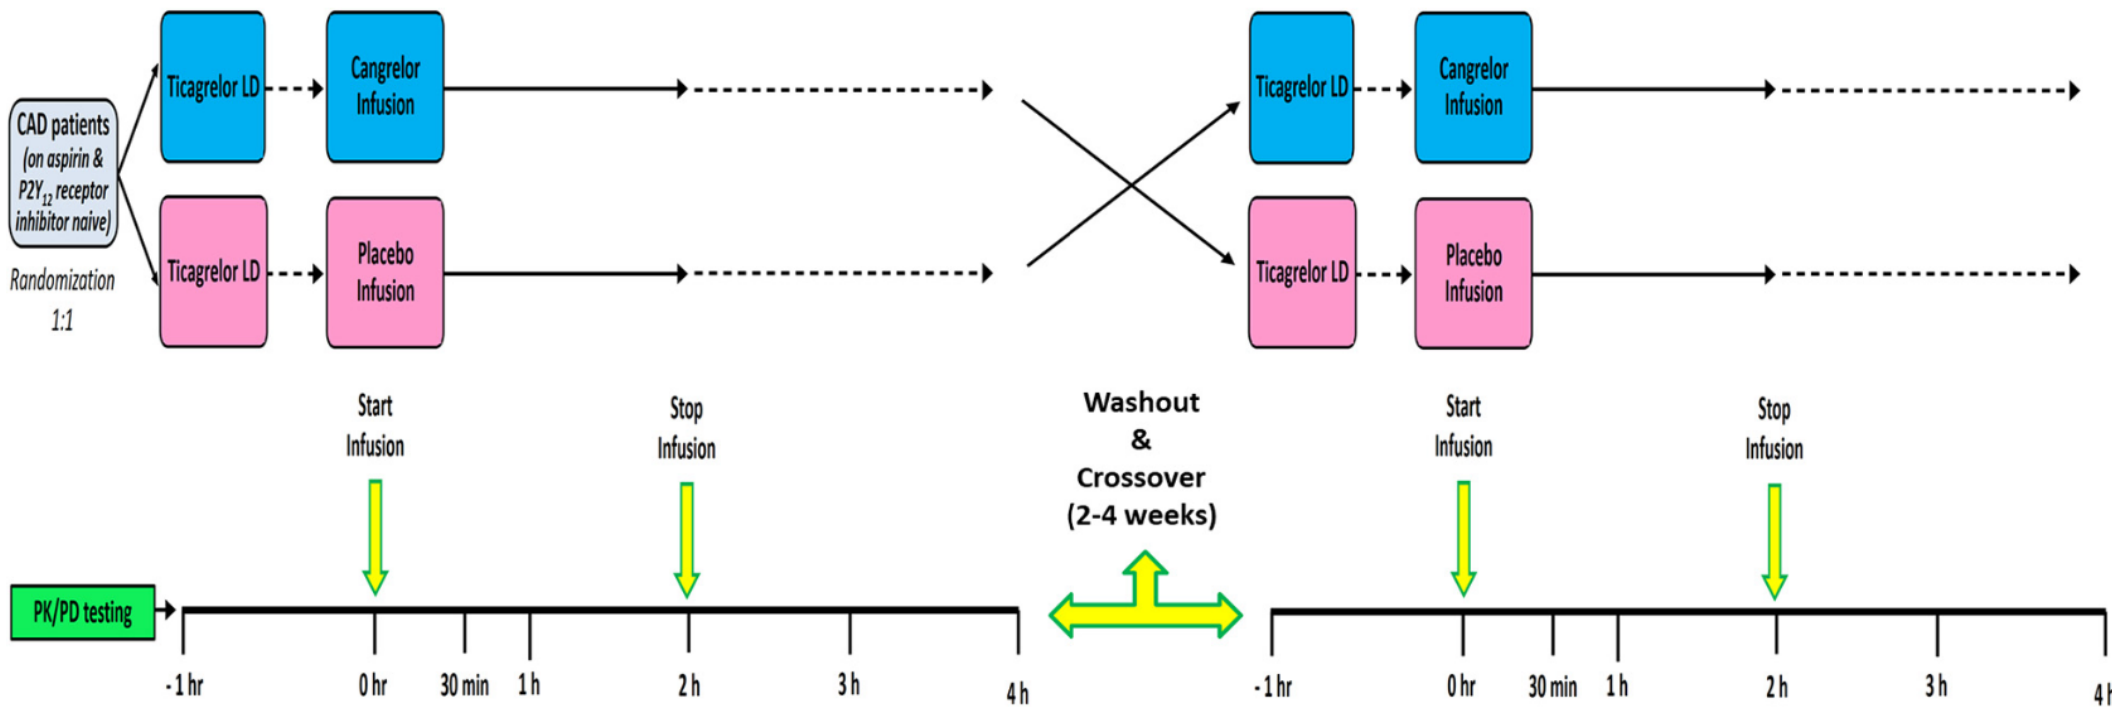 Ticagrelor LD
Cangrelor
Infusion
Ticagrelor LD
Cangrelor
Infusion
CAD patients
(on aspirin &
P2Y12 receptor
inhibitor naive)
Randomization
1:1
Ticagrelor LD
Placebo
Infusion
Ticagrelor LD
Placebo
Infusion
Start
Infusion
Stop
Infusion
Washout
&
Crossover
(2-4 weeks)
Start
Infusion
Stop
Infusion
PK/PD testing
- 1 hr
0 hr
30 min
1 h
2 h
3 h
4 h
- 1 hr
0 hr
30 min
1 h
2 h
3 h
4 h